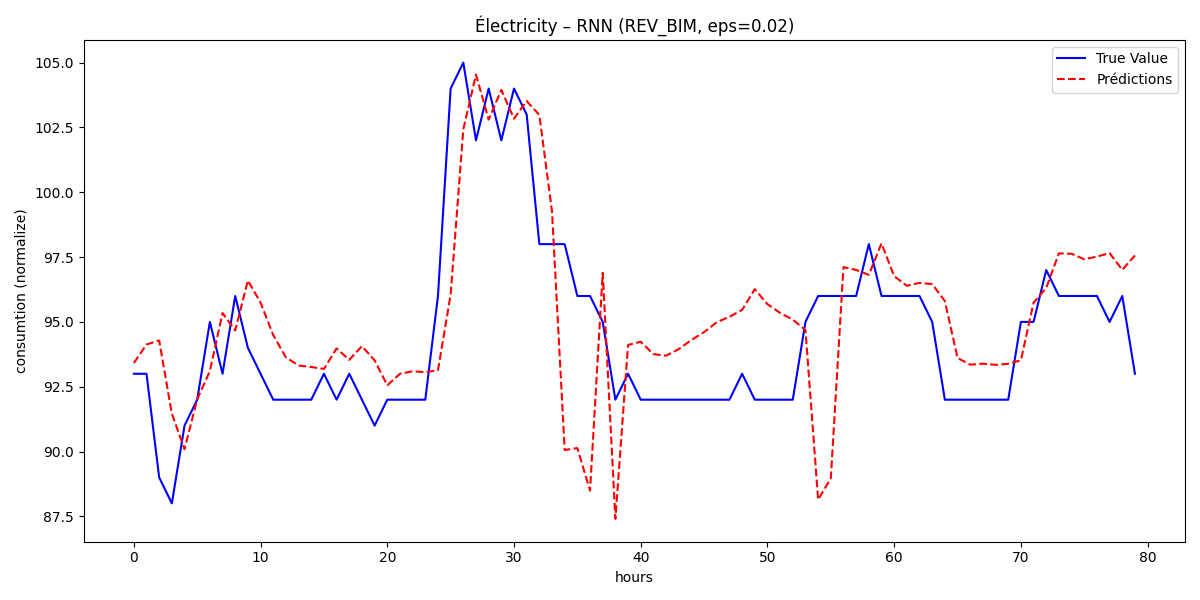 Électricity – RNN (REV_BIM, eps=0.02)
True Value
Prédictions
consumtion (normalize)
105.0
102.5
100.0
97.5
95.0
92.5
90.0
87.5
0 10 20 30 40 50 60 70 80
hours